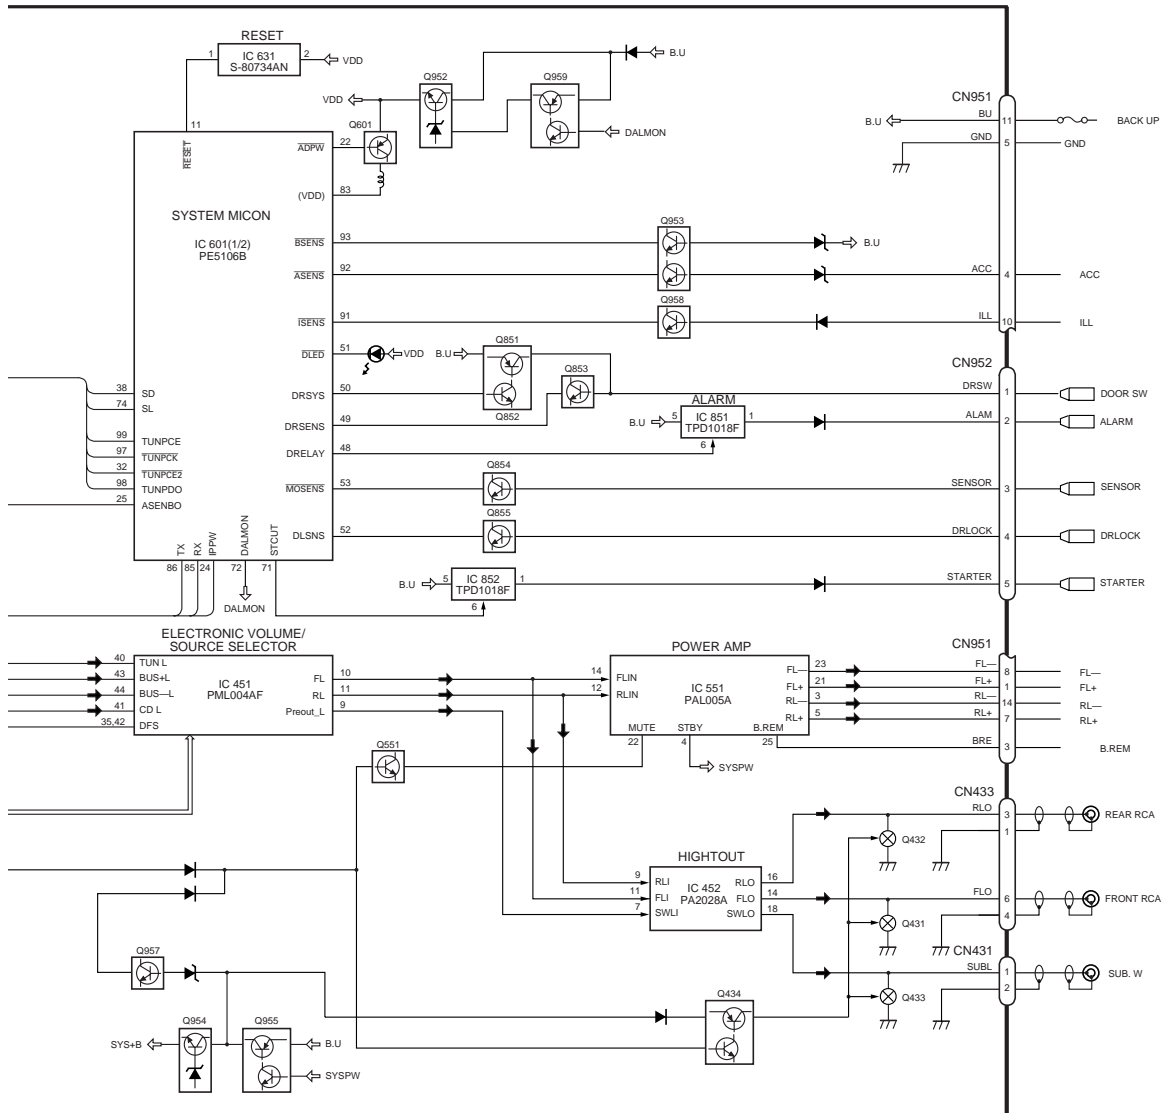 RESET
1
IC 631
S-80734AN
2
VDD
B.U
Q952
Q959
VDD
Q601
DALMON
CN951
B.U
BU
11
BACK UP
GND
5
GND
11
RESET
ADPW
22
(VDD)
83
SYSTEM MICON
IC 601(1/2)
PE5106B
BSENS
93
Q953
B.U
ASENS
92
ACC
4
ACC
Q958
ISENS
91
ILL
10
ILL
DLED
51
VDD
B.U
Q851
CN952
Q853
DRSYS
50
Q852
DRSW
1
DOOR SW
ALARM
DRSENS
49
B.U
5
IC 851
TPD1018F
1
6
ALAM
2
ALARM
DRELAY
48
38
SD
74
SL
99
TUNPCE
97
TUNPCK
32
TUNPCE2
98
TUNPDO
25
ASENBO
MOSENS
53
Q854
SENSOR
3
SENSOR
DLSNS
52
Q855
DRLOCK
4
DRLOCK
TX
RX
IPPW
DALMON
STCUT
86
85
24
72
71
DALMON
B.U
5
IC 852
TPD1018F
1
6
STARTER
5
STARTER
ELECTRONIC VOLUME/
SOURCE SELECTOR
40
TUN L
43
BUS+L
44
BUS—L
41
CD L
35,42
DFS
IC 451
PML004AF
FL
10
RL
11
Preout_L
9
POWER AMP
14
FLIN
12
RLIN
IC 551
PAL005A
FL—
23
FL+
21
RL—
3
RL+
5
MUTE
STBY
B.REM
22
4
25
SYSPW
CN951
FL—
8
FL—
FL+
1
FL+
RL—
14
RL—
RL+
7
RL+
BRE
3
B.REM
Q551
CN433
RLO
3
REAR RCA
1
Q432
HIGHTOUT
9
RLI
11
FLI
7
SWLI
IC 452
PA2028A
RLO
16
FLO
14
SWLO
18
FLO
6
FRONT RCA
4
Q431
CN431
SUBL
1
SUB. W
2
Q433
Q957
Q434
Q954
Q955
SYS+B
B.U
SYSPW